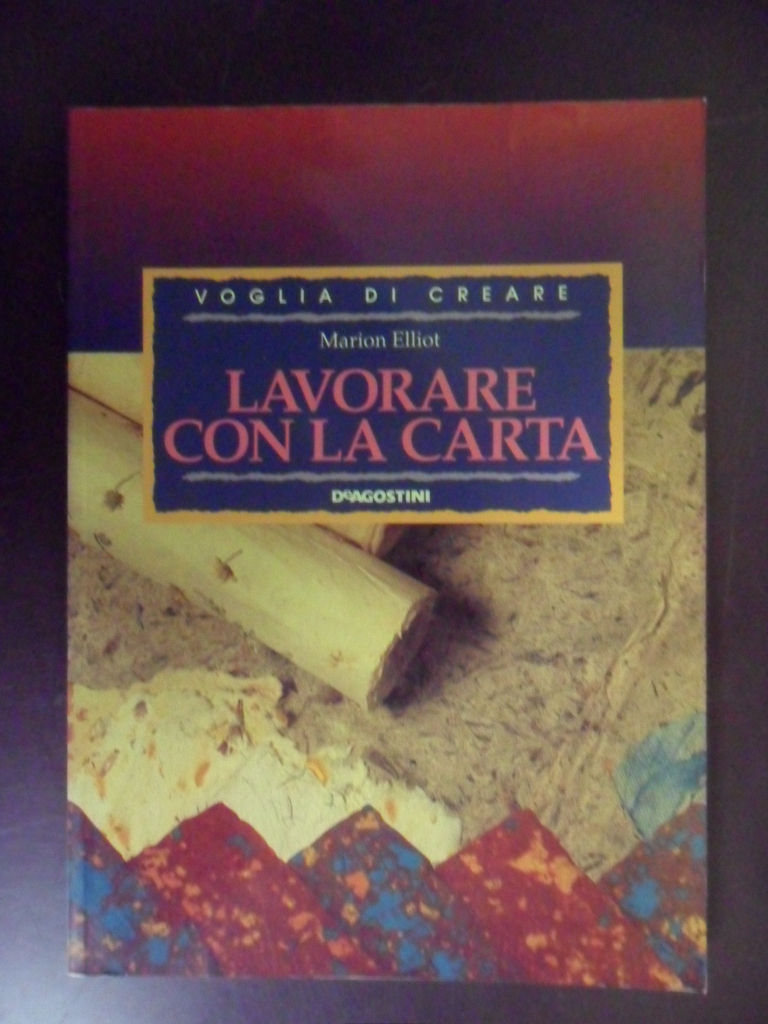 VOGLIA DI CREARE
Marion Elliot
LAVORARE
CON LA CARTA
DeAGOSTINI